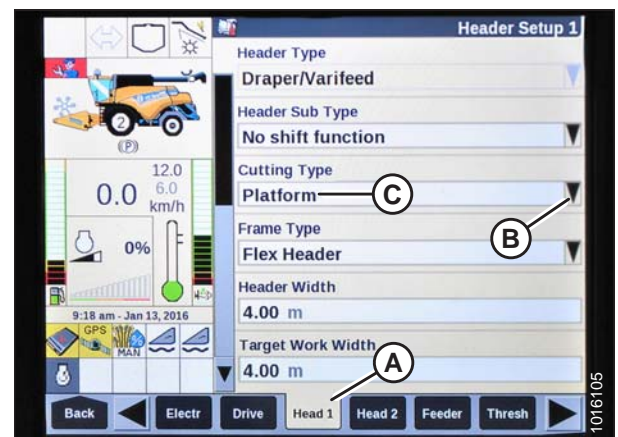 Header Setup 1
Header Type
Draper/Varifeed
Header Sub Type
No shift function
Cutting Type
Platform
C
B
Frame Type
Flex Header
Header Width
4.00 m
Target Work Width
4.00 m
A
2
(P)
12.0
0.0
6.0
km/h
0%
9:18 am - Jan 13, 2016
GPS
MAN
Back
Electr
Drive
Head 1
Head 2
Feeder
Thresh
1016105